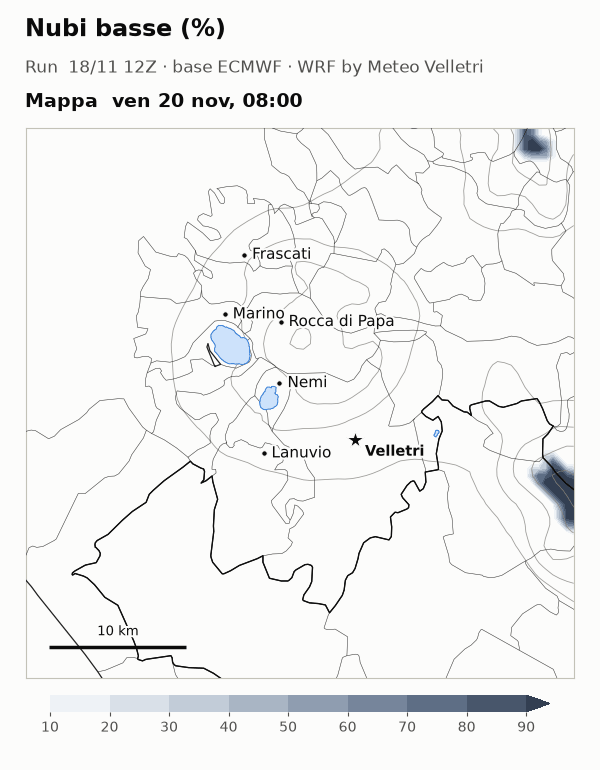 Nubi basse (%)
Run  18/11 12Z · base ECMWF · WRF by Meteo Velletri
Mappa  ven 20 nov, 08:00
Frascati
Marino
Rocca di Papa
Nemi
Velletri
Lanuvio
10 km
10 20 30 40 50 60 70 80 90